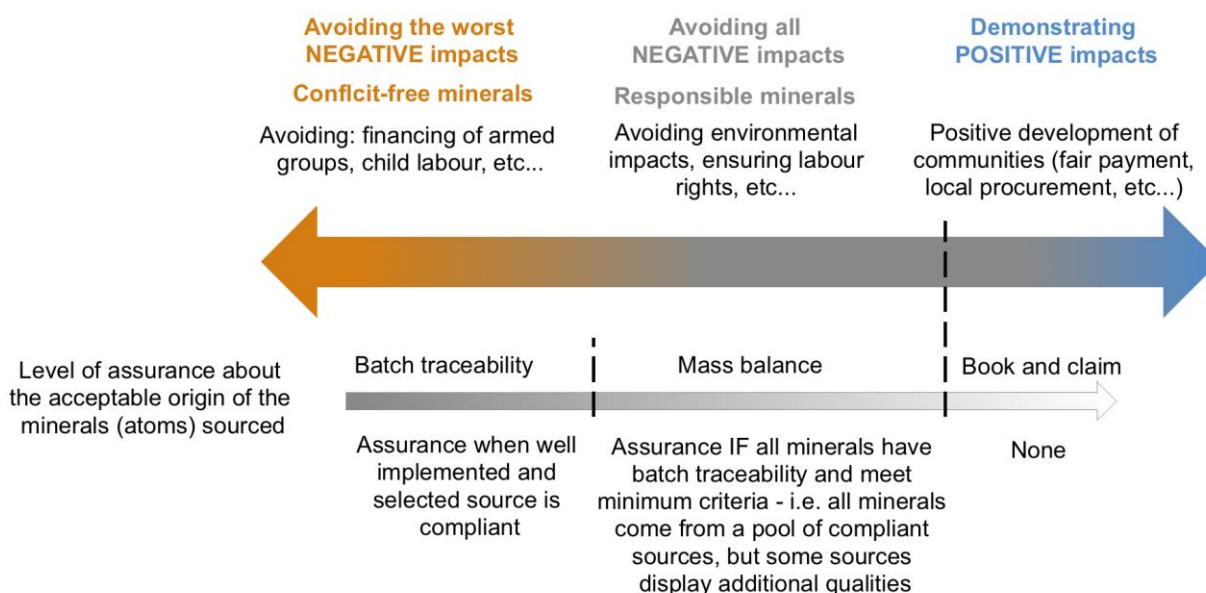 Avoiding the worst
NEGATIVE impacts
Conflcit-free minerals
Avoiding: financing of armed
groups, child labour, etc...
Avoiding all
NEGATIVE impacts
Responsible minerals
Avoiding environmental
impacts, ensuring labour
rights, etc...
Demonstrating
POSITIVE impacts
Positive development of
communities (fair payment,
local procurement, etc...)
Level of assurance about
the acceptable origin of the
minerals (atoms) sourced
Batch traceability
Mass balance
Book and claim
Assurance when well
implemented and
selected source is
compliant
Assurance IF all minerals have
batch traceability and meet
minimum criteria - i.e. all minerals
come from a pool of compliant
sources, but some sources
display additional qualities
None